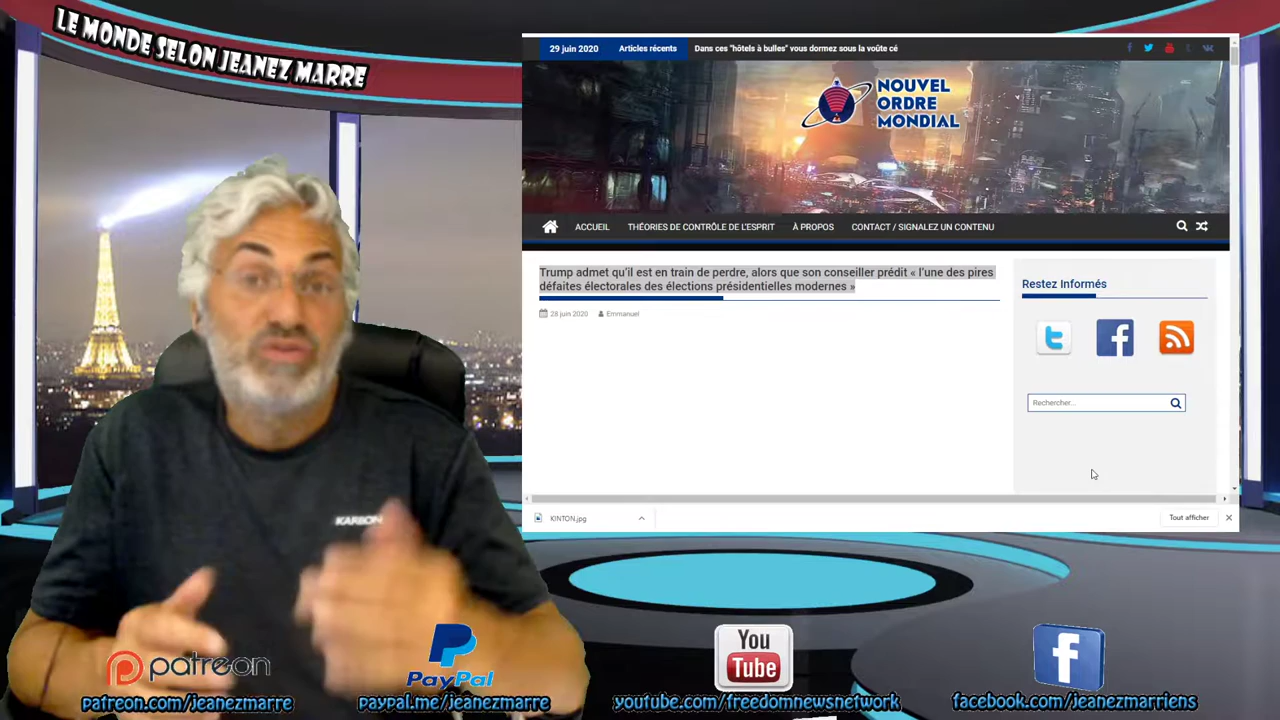 LE MONDE SELON JEANEZ MARRE
29 juin 2020
Articles récents
Dans ces "hôtels à bulles" vous dormez sous la voûte cé
NOUVEL
ORDRE
MONDIAL
ACCUEIL
THÉORIES DE CONTRÔLE DE L'ESPRIT
À PROPOS
CONTACT / SIGNALEZ UN CONTENU
Trump admet qu'il est en train de perdre, alors que son conseiller prédit « l'une des pires
défaites électorales des élections présidentielles modernes »
28 juin 2020
Emmanuel
Restez Informés
Rechercher...
KINTON.jpg
Tout afficher
KARBON
patreon
patreon.com/jeanezmarre
PayPal
paypal.me/jeanezmarre
You
Tube
youtube.com/freedomnewsnetwork
facebook.com/jeanezmarriens